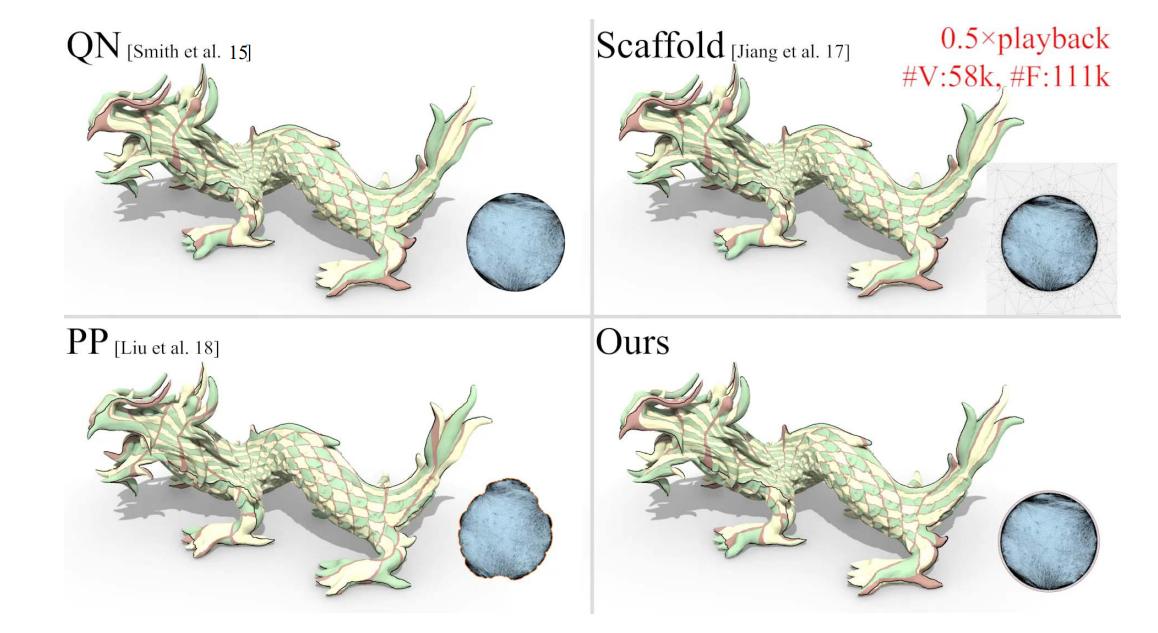 QN [Smith et al. 15]
Scaffold [Jiang et al. 17]
0.5×playback
#V:58k, #F:111k
PP [Liu et al. 18]
Ours